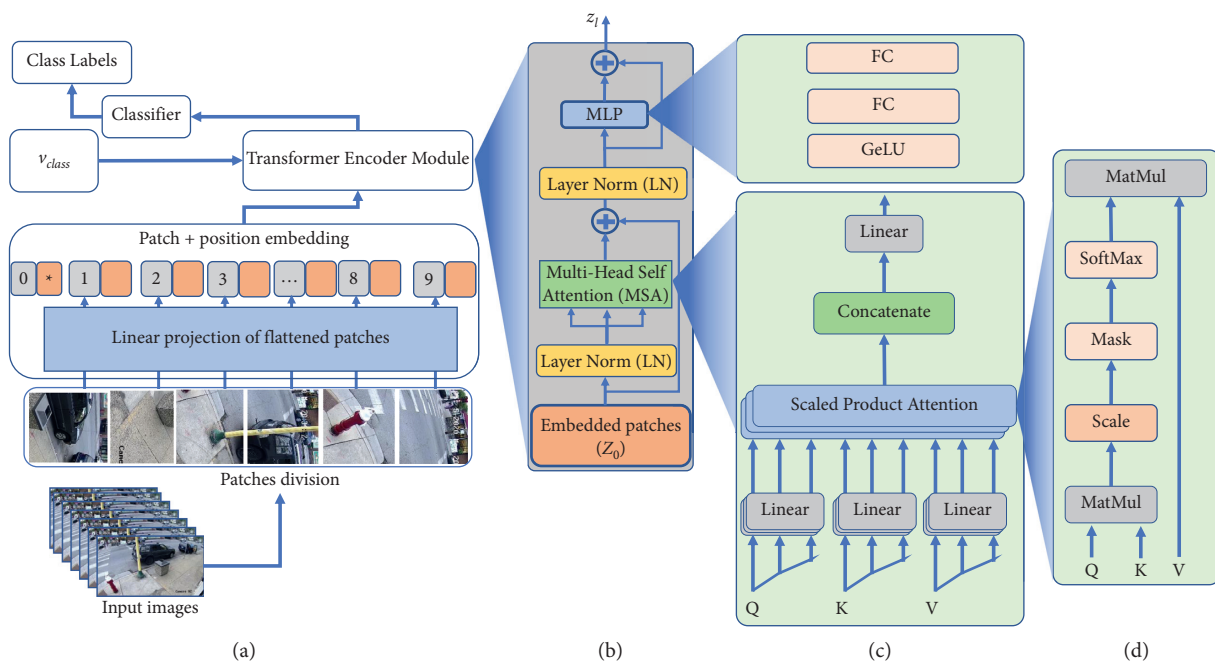 Class Labels
Classifier
v_class
Transformer Encoder Module
Patch + position embedding
0 * 1 2 3 ... 8 9
Linear projection of flattened patches
Patches division
Input images
(a)
z_l
MLP
Layer Norm (LN)
Multi-Head Self
Attention (MSA)
Layer Norm (LN)
Embedded patches
(Z_0)
(b)
FC
FC
GeLU
Linear
Concatenate
Scaled Product Attention
Linear Linear Linear
Q K V
(c)
MatMul
SoftMax
Mask
Scale
MatMul
Q K V
(d)